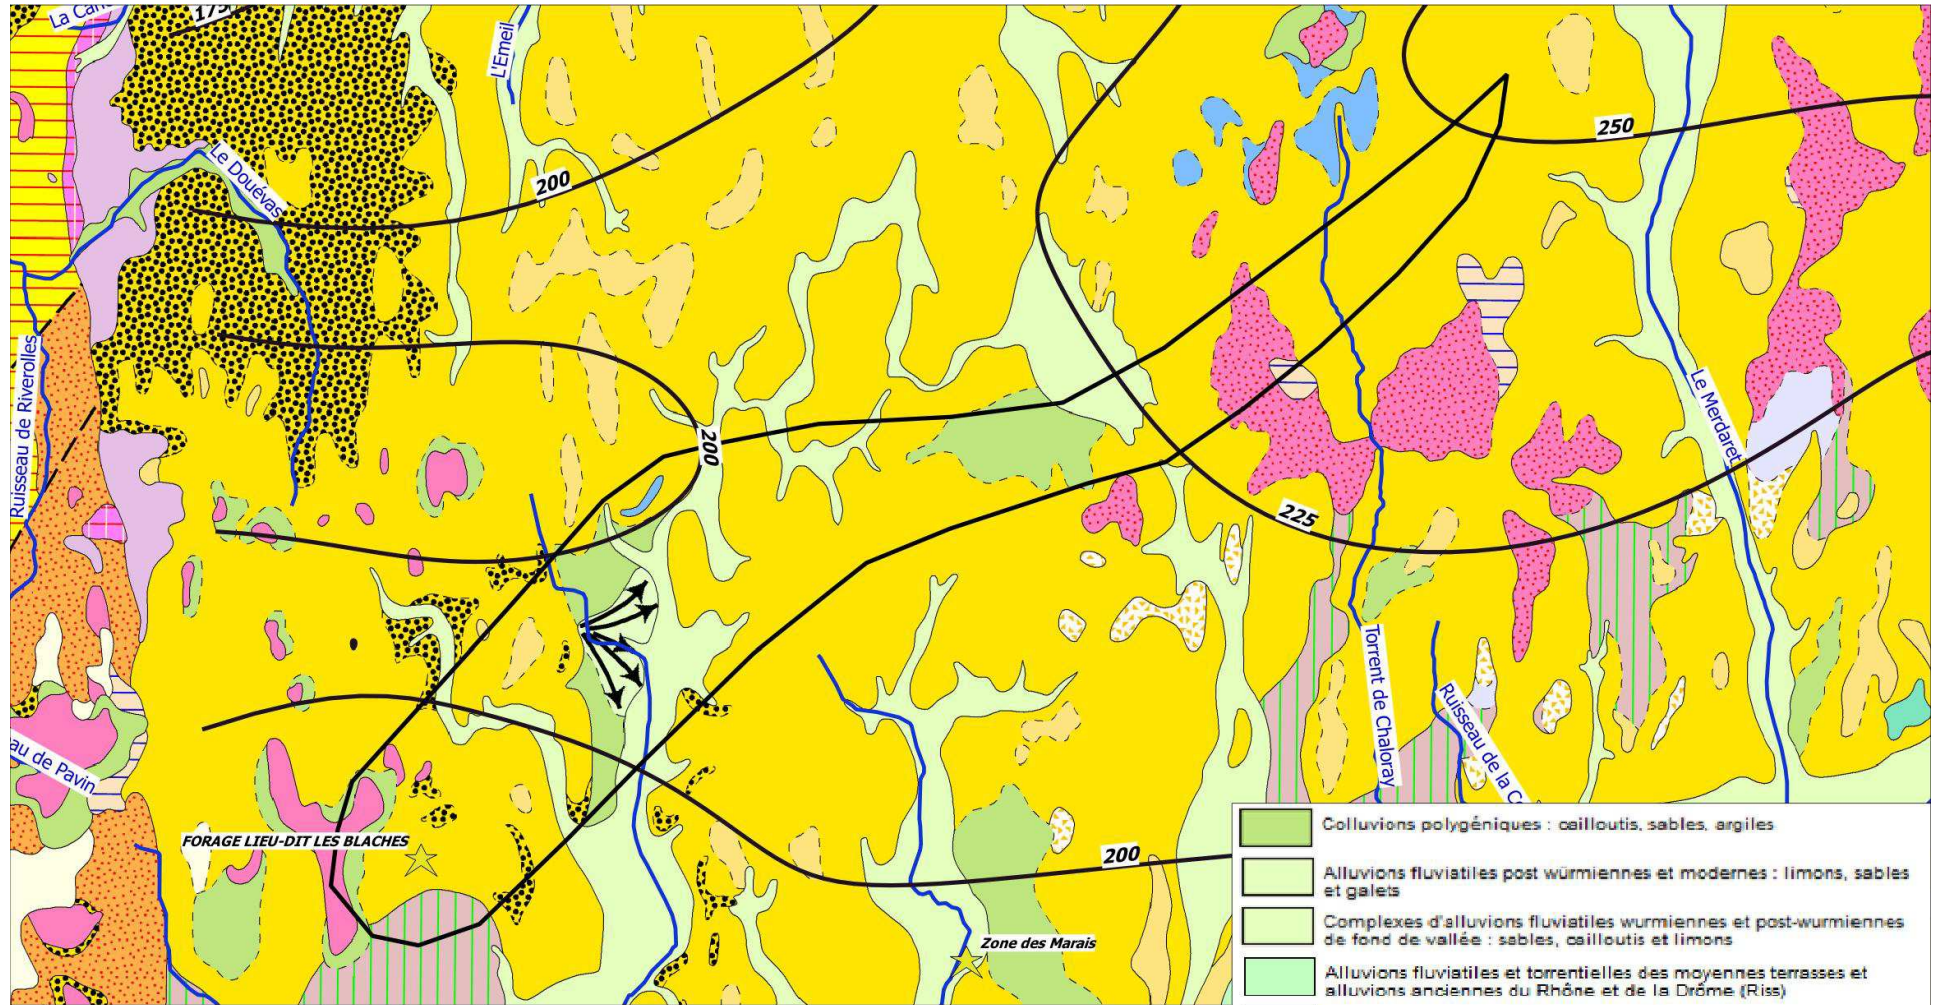 La Can
175
L'Emeil
250
Le Douévas
200
Ruisseau de Riverolles
Le Merdaret
200
225
Torrent de Chaloray
Ruisseau de la Co
au de Pavin
FORAGE LIEU-DIT LES BLACHES
200
Zone des Marais
Colluvions polygéniques : cailloutis, sables, argiles
Alluvions fluviatiles post würmiennes et modernes : limons, sables
et galets
Complexes d'alluvions fluviatiles wurmiennes et post-wurmiennes
de fond de vallée : sables, cailloutis et limons
Alluvions fluviatiles et torrentielles des moyennes terrasses et
alluvions anciennes du Rhône et de la Drôme (Riss)